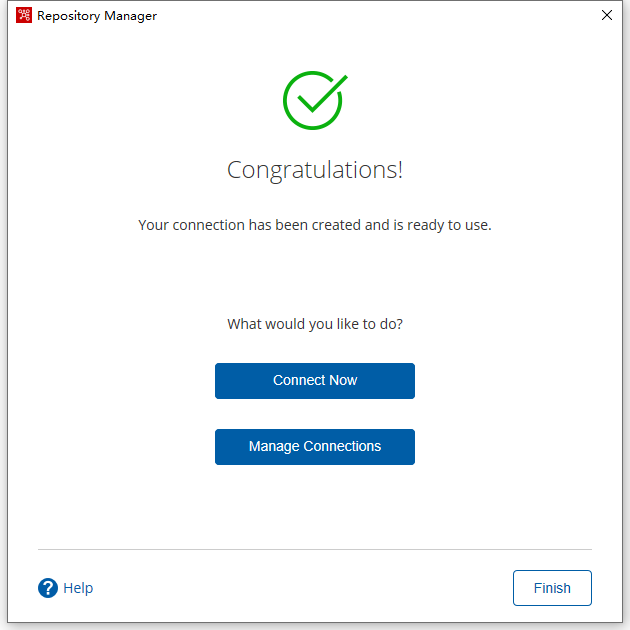 Repository Manager
Congratulations!
Your connection has been created and is ready to use.
What would you like to do?
Connect Now
Manage Connections
? Help
Finish